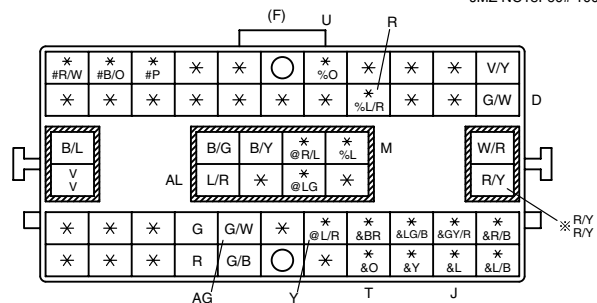 (F) U R
* #R/W * #B/O * #P * * * %O * * * V/Y
* * * * * * * * %L/R * * G/W D
B/L B/G B/Y * @R/L * %L M W/R
V V AL L/R * * @LG * R/Y
※ R/Y R/Y
* * * G G/W * * @L/R * &BR * &LG/B * &GY/R * &R/B
* * * R G/B * * &O * &Y * &L * &L/B
AG Y T J